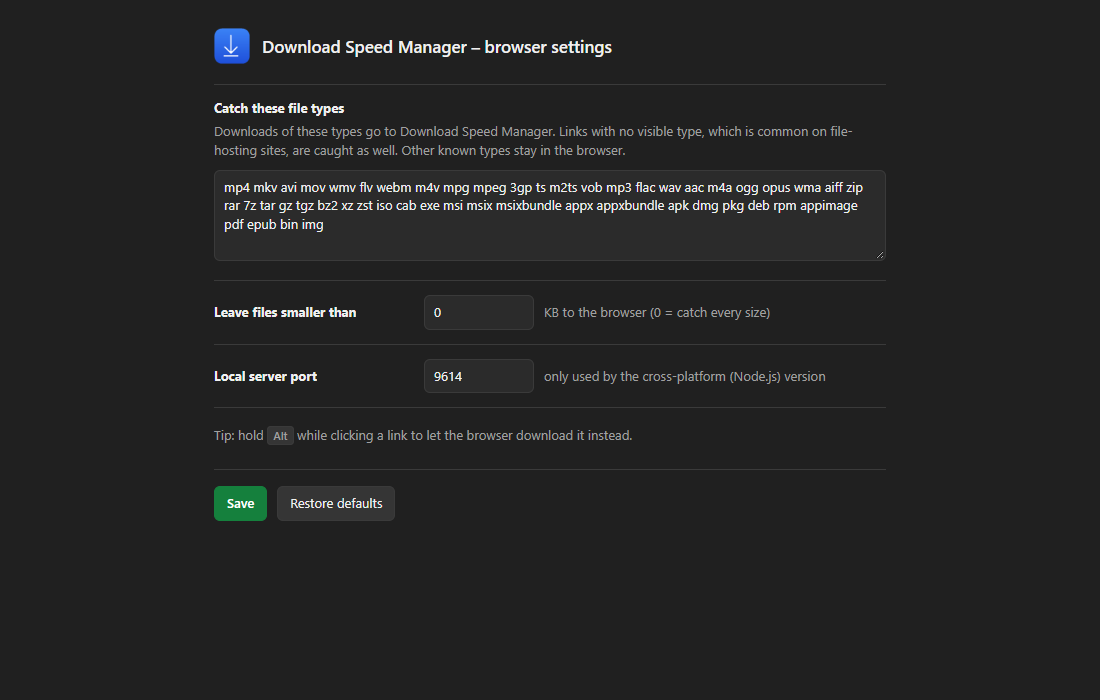 Download Speed Manager – browser settings
Catch these file types
Downloads of these types go to Download Speed Manager. Links with no visible type, which is common on file-
hosting sites, are caught as well. Other known types stay in the browser.
mp4 mkv avi mov wmv flv webm m4v mpg mpeg 3gp ts m2ts vob mp3 flac wav aac m4a ogg opus wma aiff zip
rar 7z tar gz tgz bz2 xz zst iso cab exe msi msix msixbundle appx appxbundle apk dmg pkg deb rpm appimage
pdf epub bin img
Leave files smaller than 0 KB to the browser (0 = catch every size)
Local server port 9614 only used by the cross-platform (Node.js) version
Tip: hold Alt while clicking a link to let the browser download it instead.
Save Restore defaults